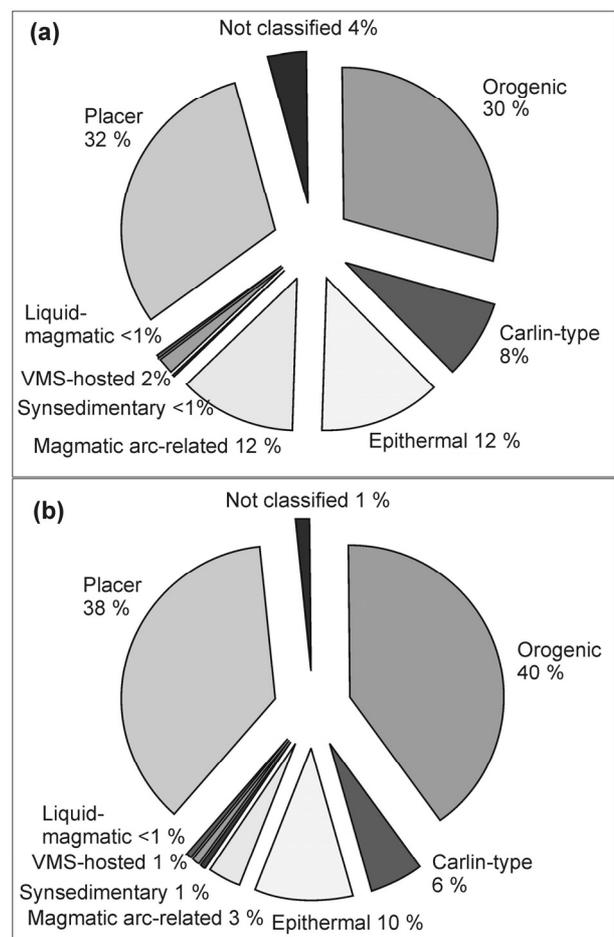 (a)
Not classified 4%
Orogenic
30 %
Placer
32 %
Carlin-type
8%
Liquid-
magmatic <1%
VMS-hosted 2%
Synsedimentary <1%
Magmatic arc-related 12 %
Epithermal 12 %
(b)
Not classified 1 %
Placer
38 %
Orogenic
40 %
Liquid-
magmatic <1 %
VMS-hosted 1 %
Synsedimentary 1 %
Magmatic arc-related 3 %
Epithermal 10 %
Carlin-type
6 %